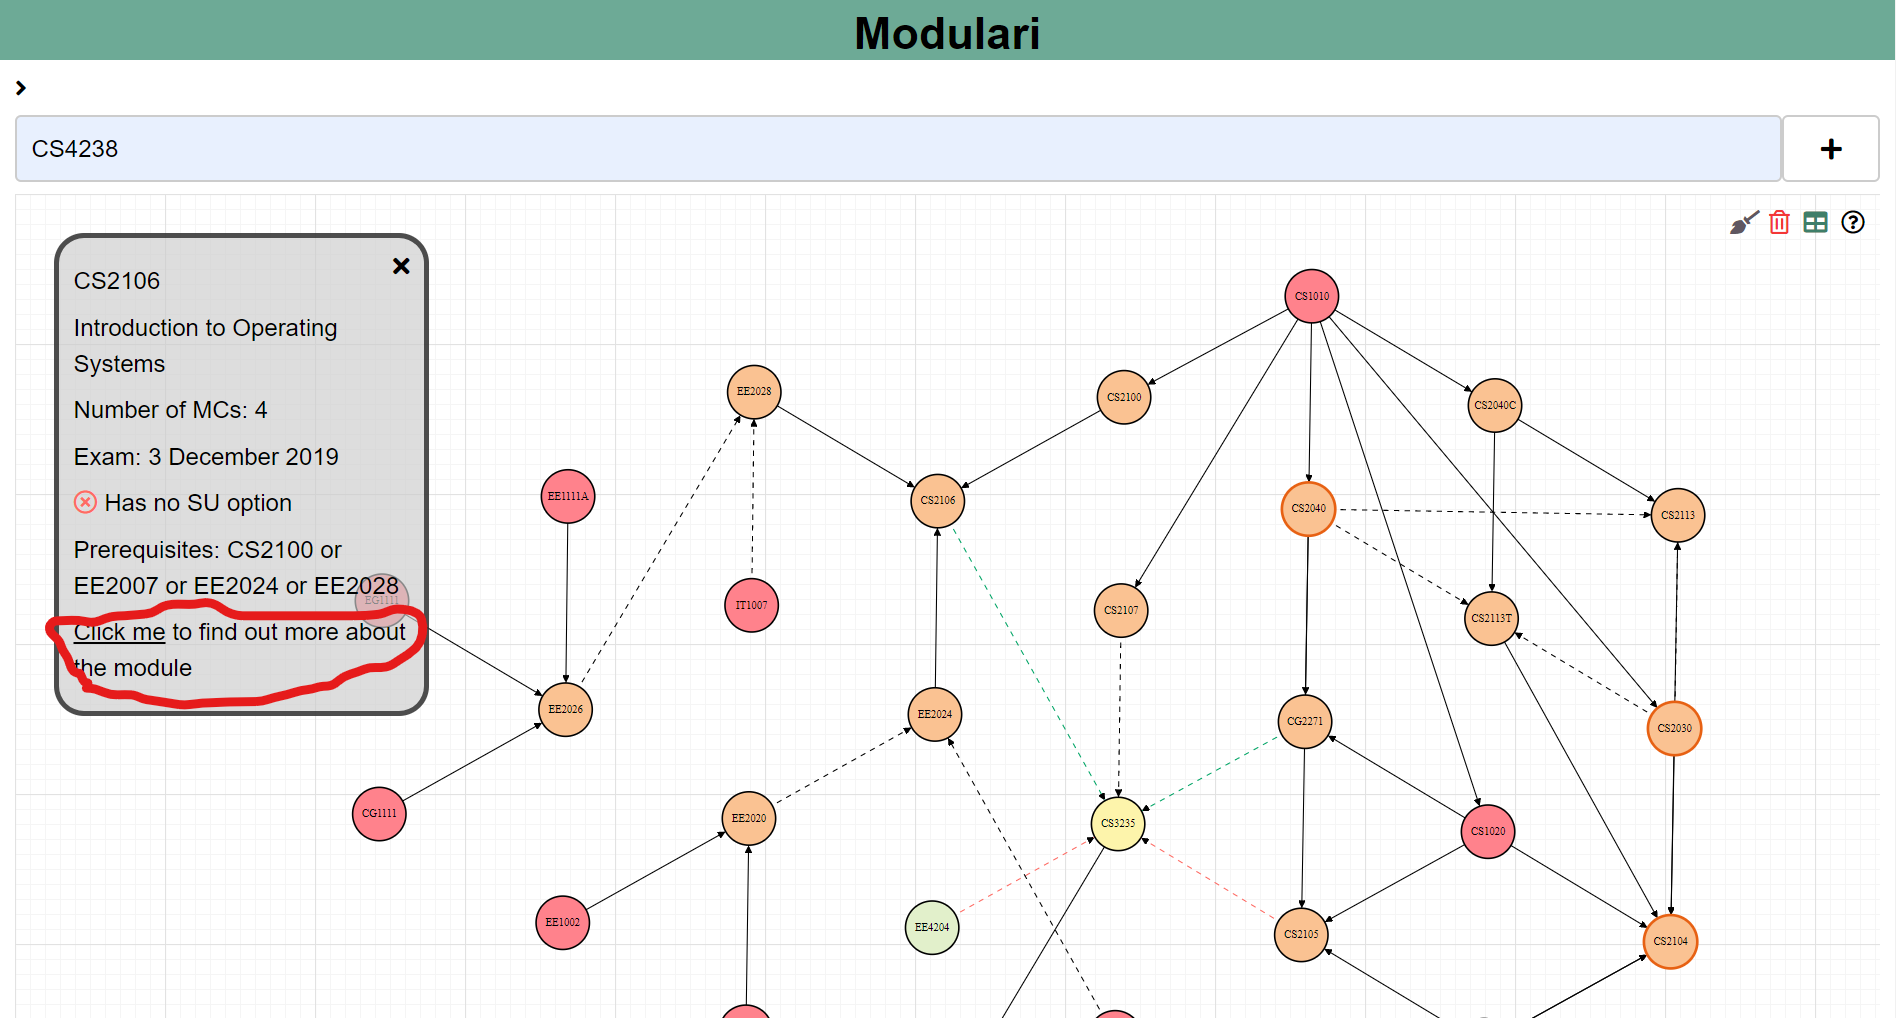 Modulari
CS4238
CS2106
Introduction to Operating
Systems
Number of MCs: 4
Exam: 3 December 2019
Has no SU option
Prerequisites: CS2100 or
EE2007 or EE2024 or EE2028
Click me to find out more about
the module
CS1010
EE2028
CS2100
CS2040C
EE1111A
CS2106
CS2040
CS2113
EG1111
IT1007
CS2107
CS2113T
EE2026
EE2024
CG2271
CS2030
CG1111
EE2020
CS3235
CS1020
EE1002
EE4204
CS2105
CS2104